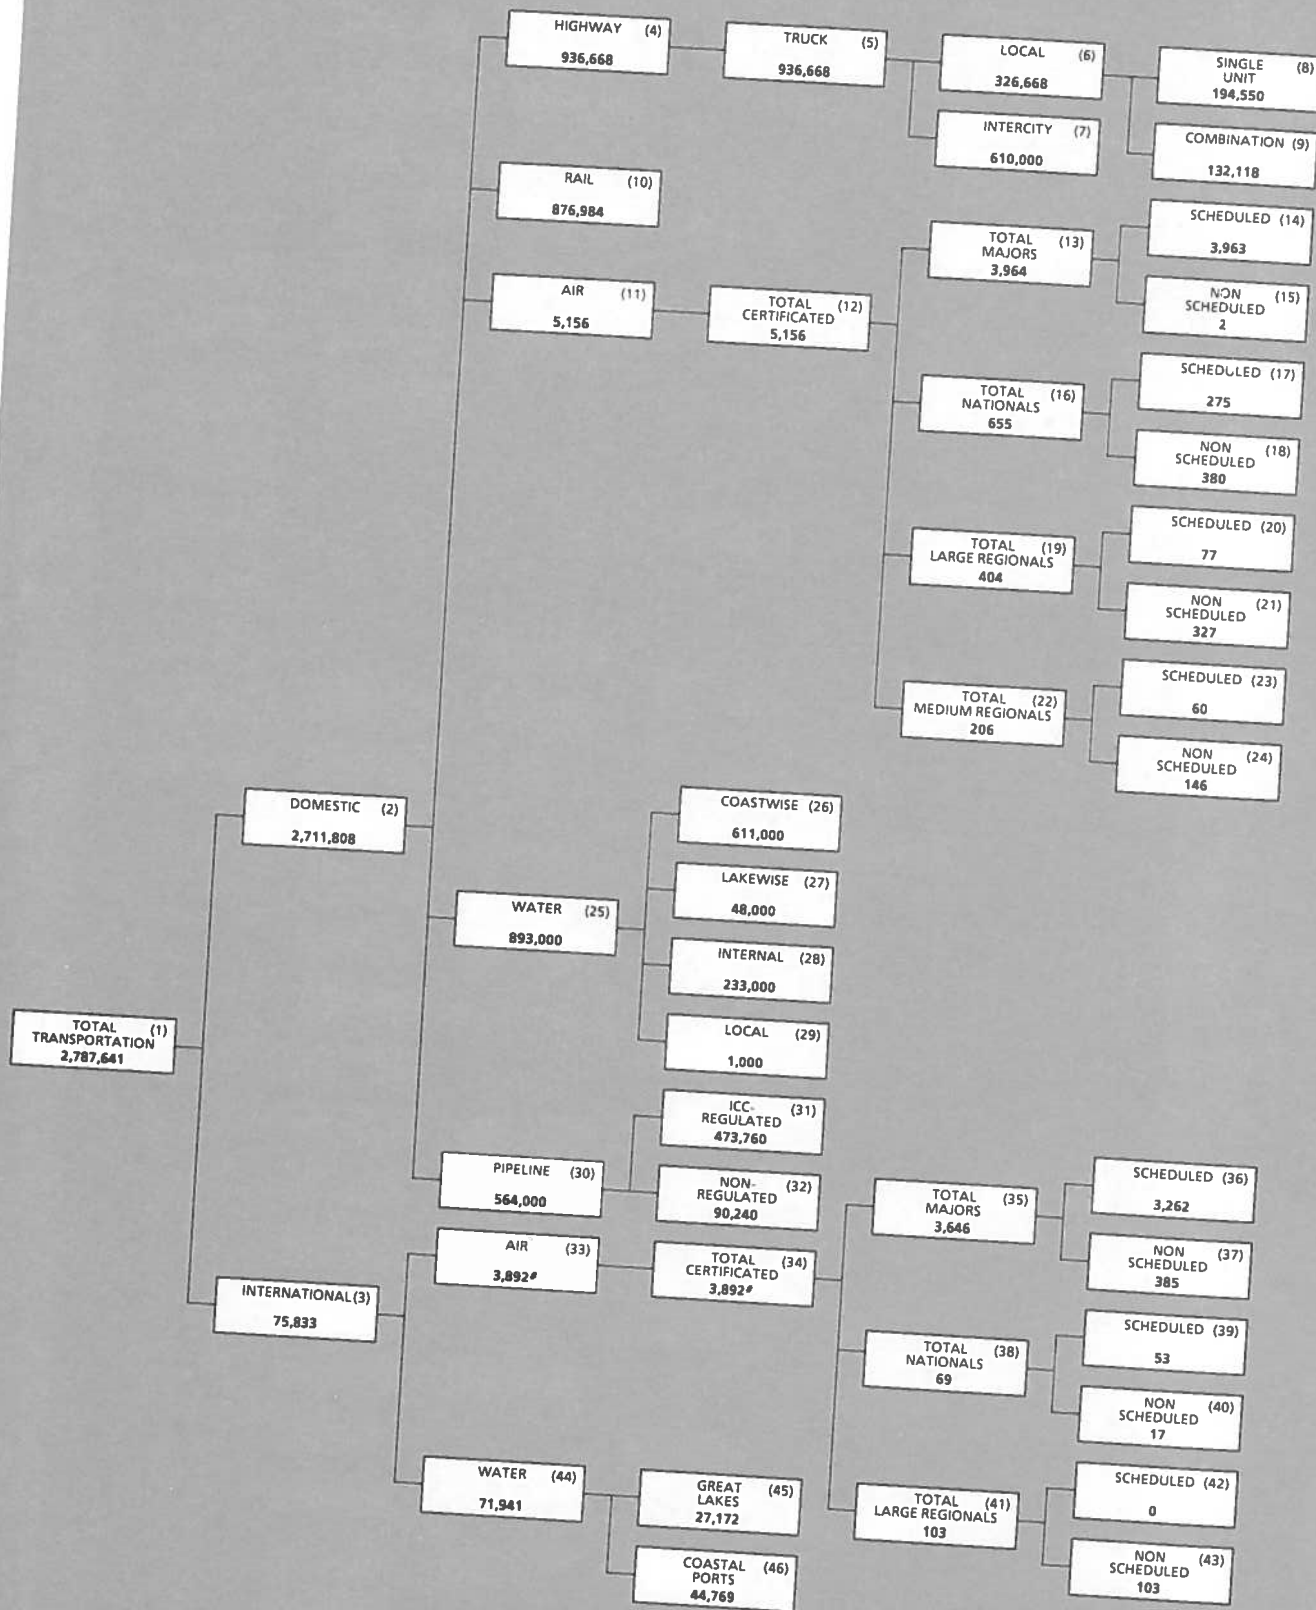 HIGHWAY (4)
936,668
TRUCK (5)
936,668
LOCAL (6)
326,668
SINGLE (8)
UNIT
194,550
INTERCITY (7)
610,000
COMBINATION (9)
132,118
RAIL (10)
876,984
AIR (11)
5,156
TOTAL (12)
CERTIFICATED
5,156
TOTAL (13)
MAJORS
3,964
SCHEDULED (14)
3,963
NON (15)
SCHEDULED
2
TOTAL (16)
NATIONALS
655
SCHEDULED (17)
275
NON (18)
SCHEDULED
380
TOTAL (19)
LARGE REGIONALS
404
SCHEDULED (20)
77
NON (21)
SCHEDULED
327
TOTAL (22)
MEDIUM REGIONALS
206
SCHEDULED (23)
60
NON (24)
SCHEDULED
146
DOMESTIC (2)
2,711,808
WATER (25)
893,000
COASTWISE (26)
611,000
LAKEWISE (27)
48,000
INTERNAL (28)
233,000
LOCAL (29)
1,000
TOTAL (1)
TRANSPORTATION
2,787,641
PIPELINE (30)
564,000
ICC- (31)
REGULATED
473,760
NON- (32)
REGULATED
90,240
INTERNATIONAL (3)
75,833
AIR (33)
3,892#
TOTAL (34)
CERTIFICATED
3,892#
TOTAL (35)
MAJORS
3,646
SCHEDULED (36)
3,262
NON (37)
SCHEDULED
385
TOTAL (38)
NATIONALS
69
SCHEDULED (39)
53
NON (40)
SCHEDULED
17
TOTAL (41)
LARGE REGIONALS
103
SCHEDULED (42)
0
NON (43)
SCHEDULED
103
WATER (44)
71,941
GREAT (45)
LAKES
27,172
COASTAL (46)
PORTS
44,769